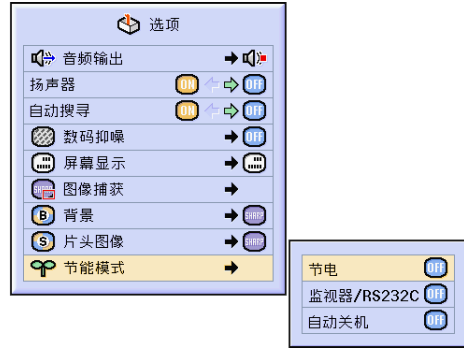 选项
音频输出
扬声器 ON OFF
自动搜寻 ON OFF
数码抑噪 OFF
屏幕显示
图像捕获
B 背景 SHARP
S 片头图像 SHARP
节能模式
节电 OFF
监视器/RS232C OFF
自动关机 OFF